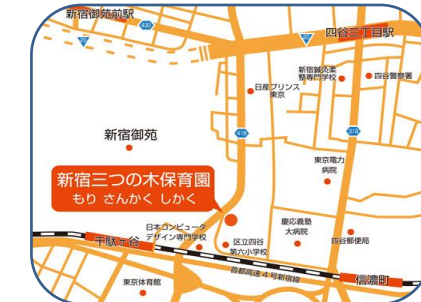 新宿御苑前駅
430
四谷三丁目駅
新宿鍼灸柔
整専門学校
四谷警察署
日産プリンス
東京
新宿御苑
418
319
東京電力
病院
新宿三つの木保育園
もり さんかく しかく
日本コンピュータ
デザイン専門学校
千駄ヶ谷
区立四谷
第六小学校
慶応義塾
大病院
四谷郵便局
首都高速4号新宿線
信濃町
東京体育館